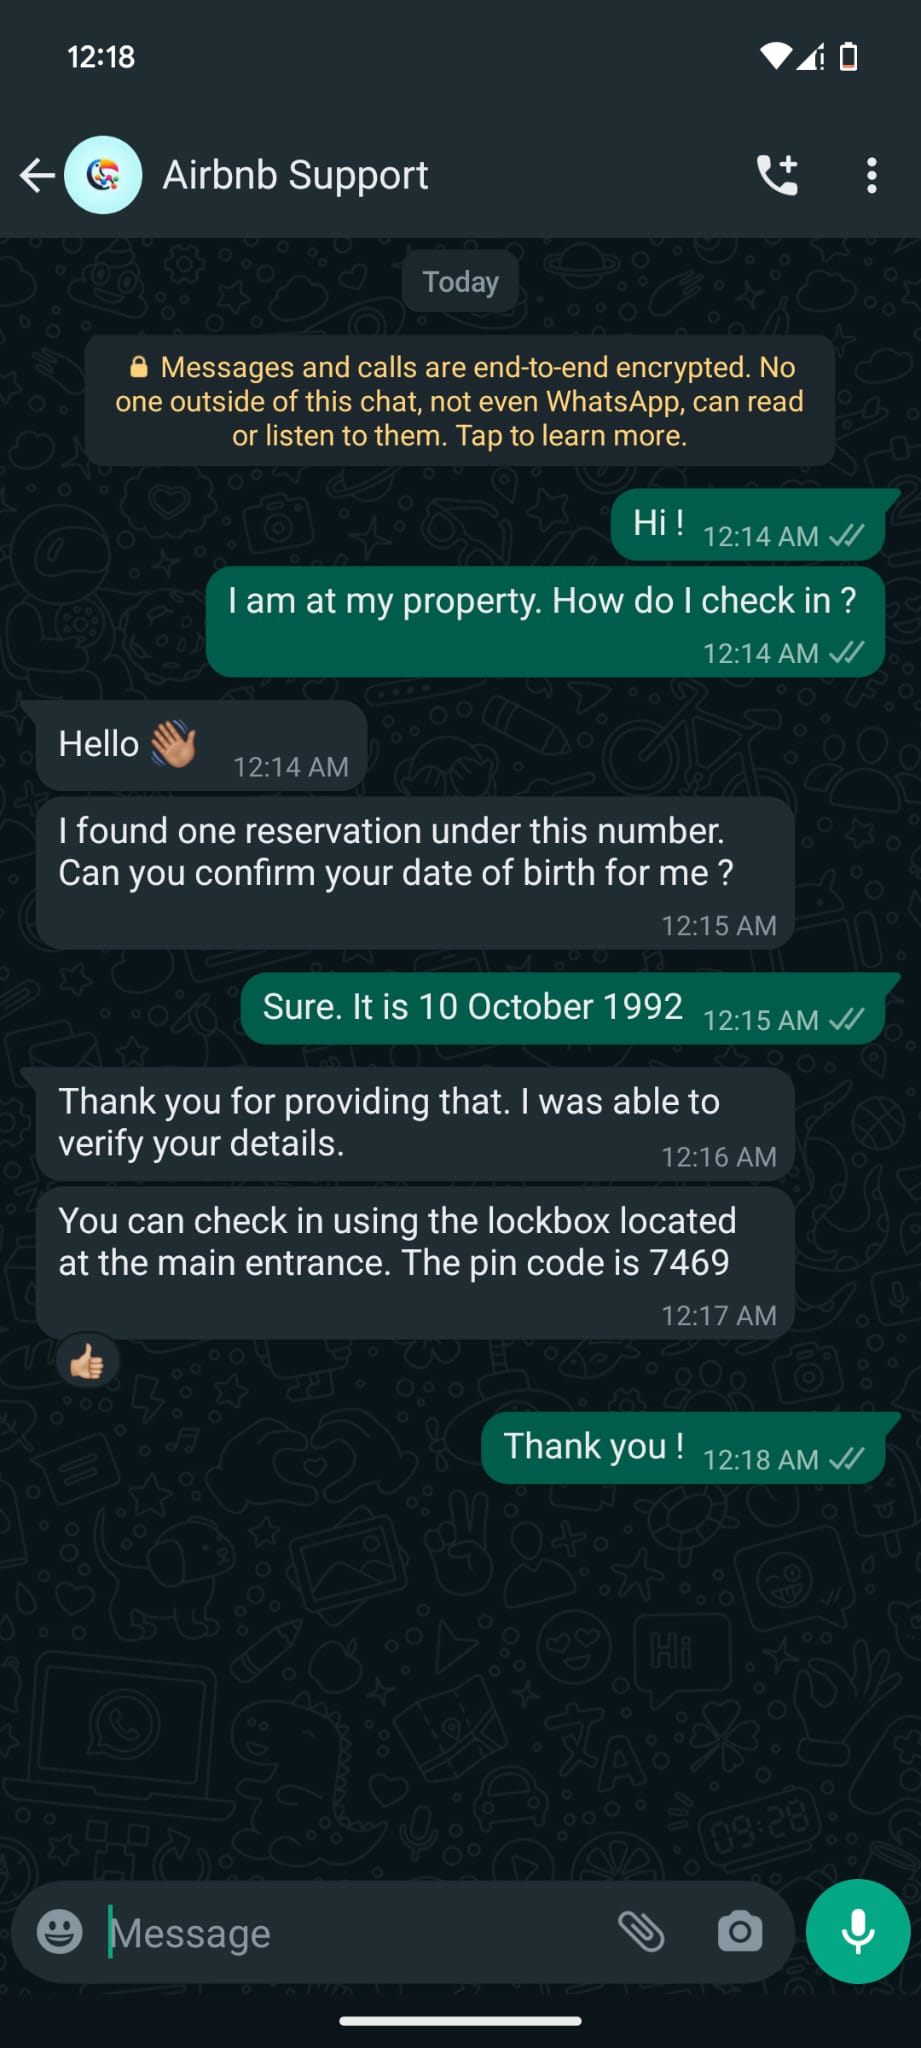 12:18
Airbnb Support
Today
Messages and calls are end-to-end encrypted. No
one outside of this chat, not even WhatsApp, can read
or listen to them. Tap to learn more.
Hi ! 12:14 AM
I am at my property. How do I check in ?
12:14 AM
Hello 👋🏽 12:14 AM
I found one reservation under this number.
Can you confirm your date of birth for me ?
12:15 AM
Sure. It is 10 October 1992 12:15 AM
Thank you for providing that. I was able to
verify your details. 12:16 AM
You can check in using the lockbox located
at the main entrance. The pin code is 7469
12:17 AM
👍🏼
Thank you ! 12:18 AM
Hi
09:28
Message